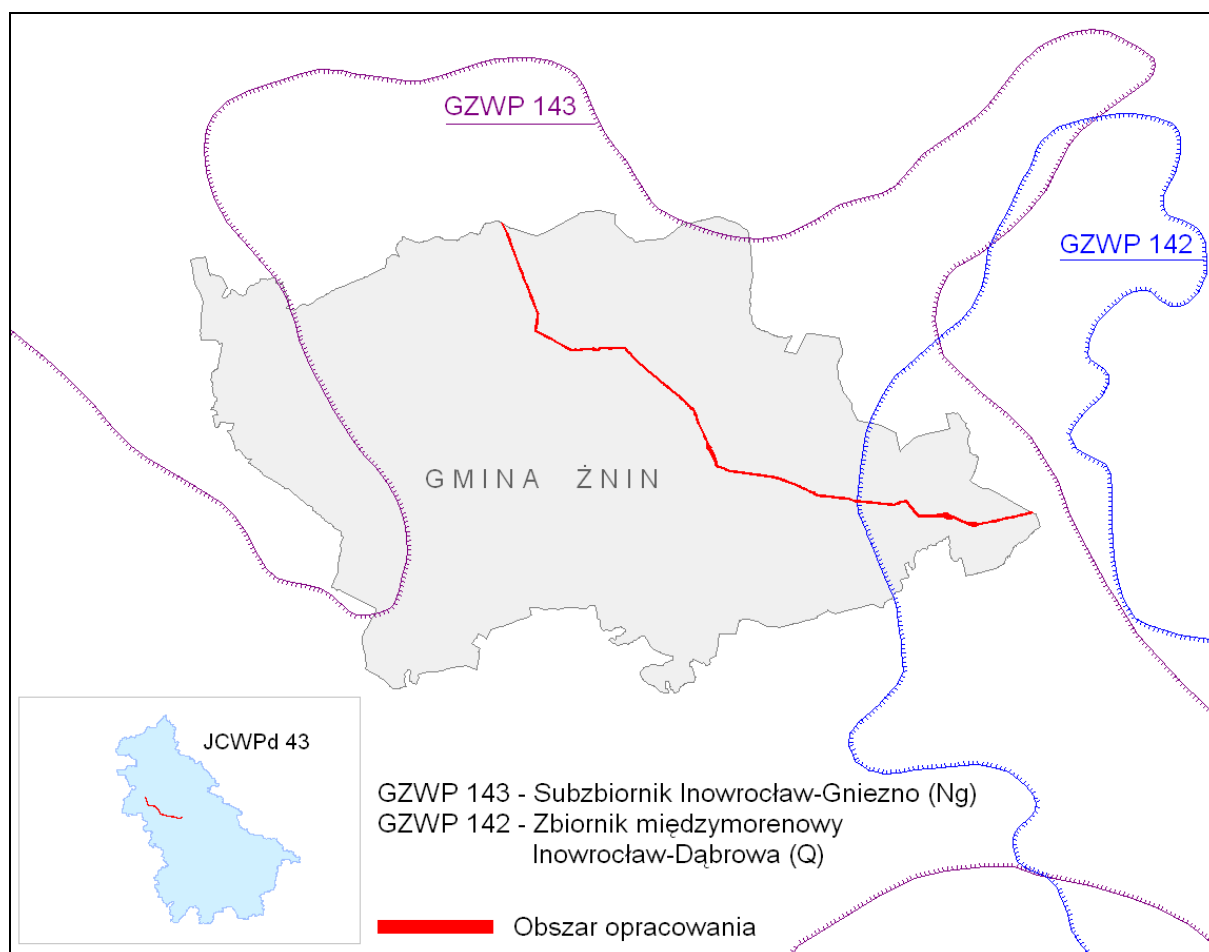 GZWP 143
GZWP 142
GMINA ŻNIN
JCWPd 43
GZWP 143 - Subzbiornik Inowrocław-Gniezno (Ng)
GZWP 142 - Zbiornik międzymorenowy
Inowrocław-Dąbrowa (Q)
Obszar opracowania